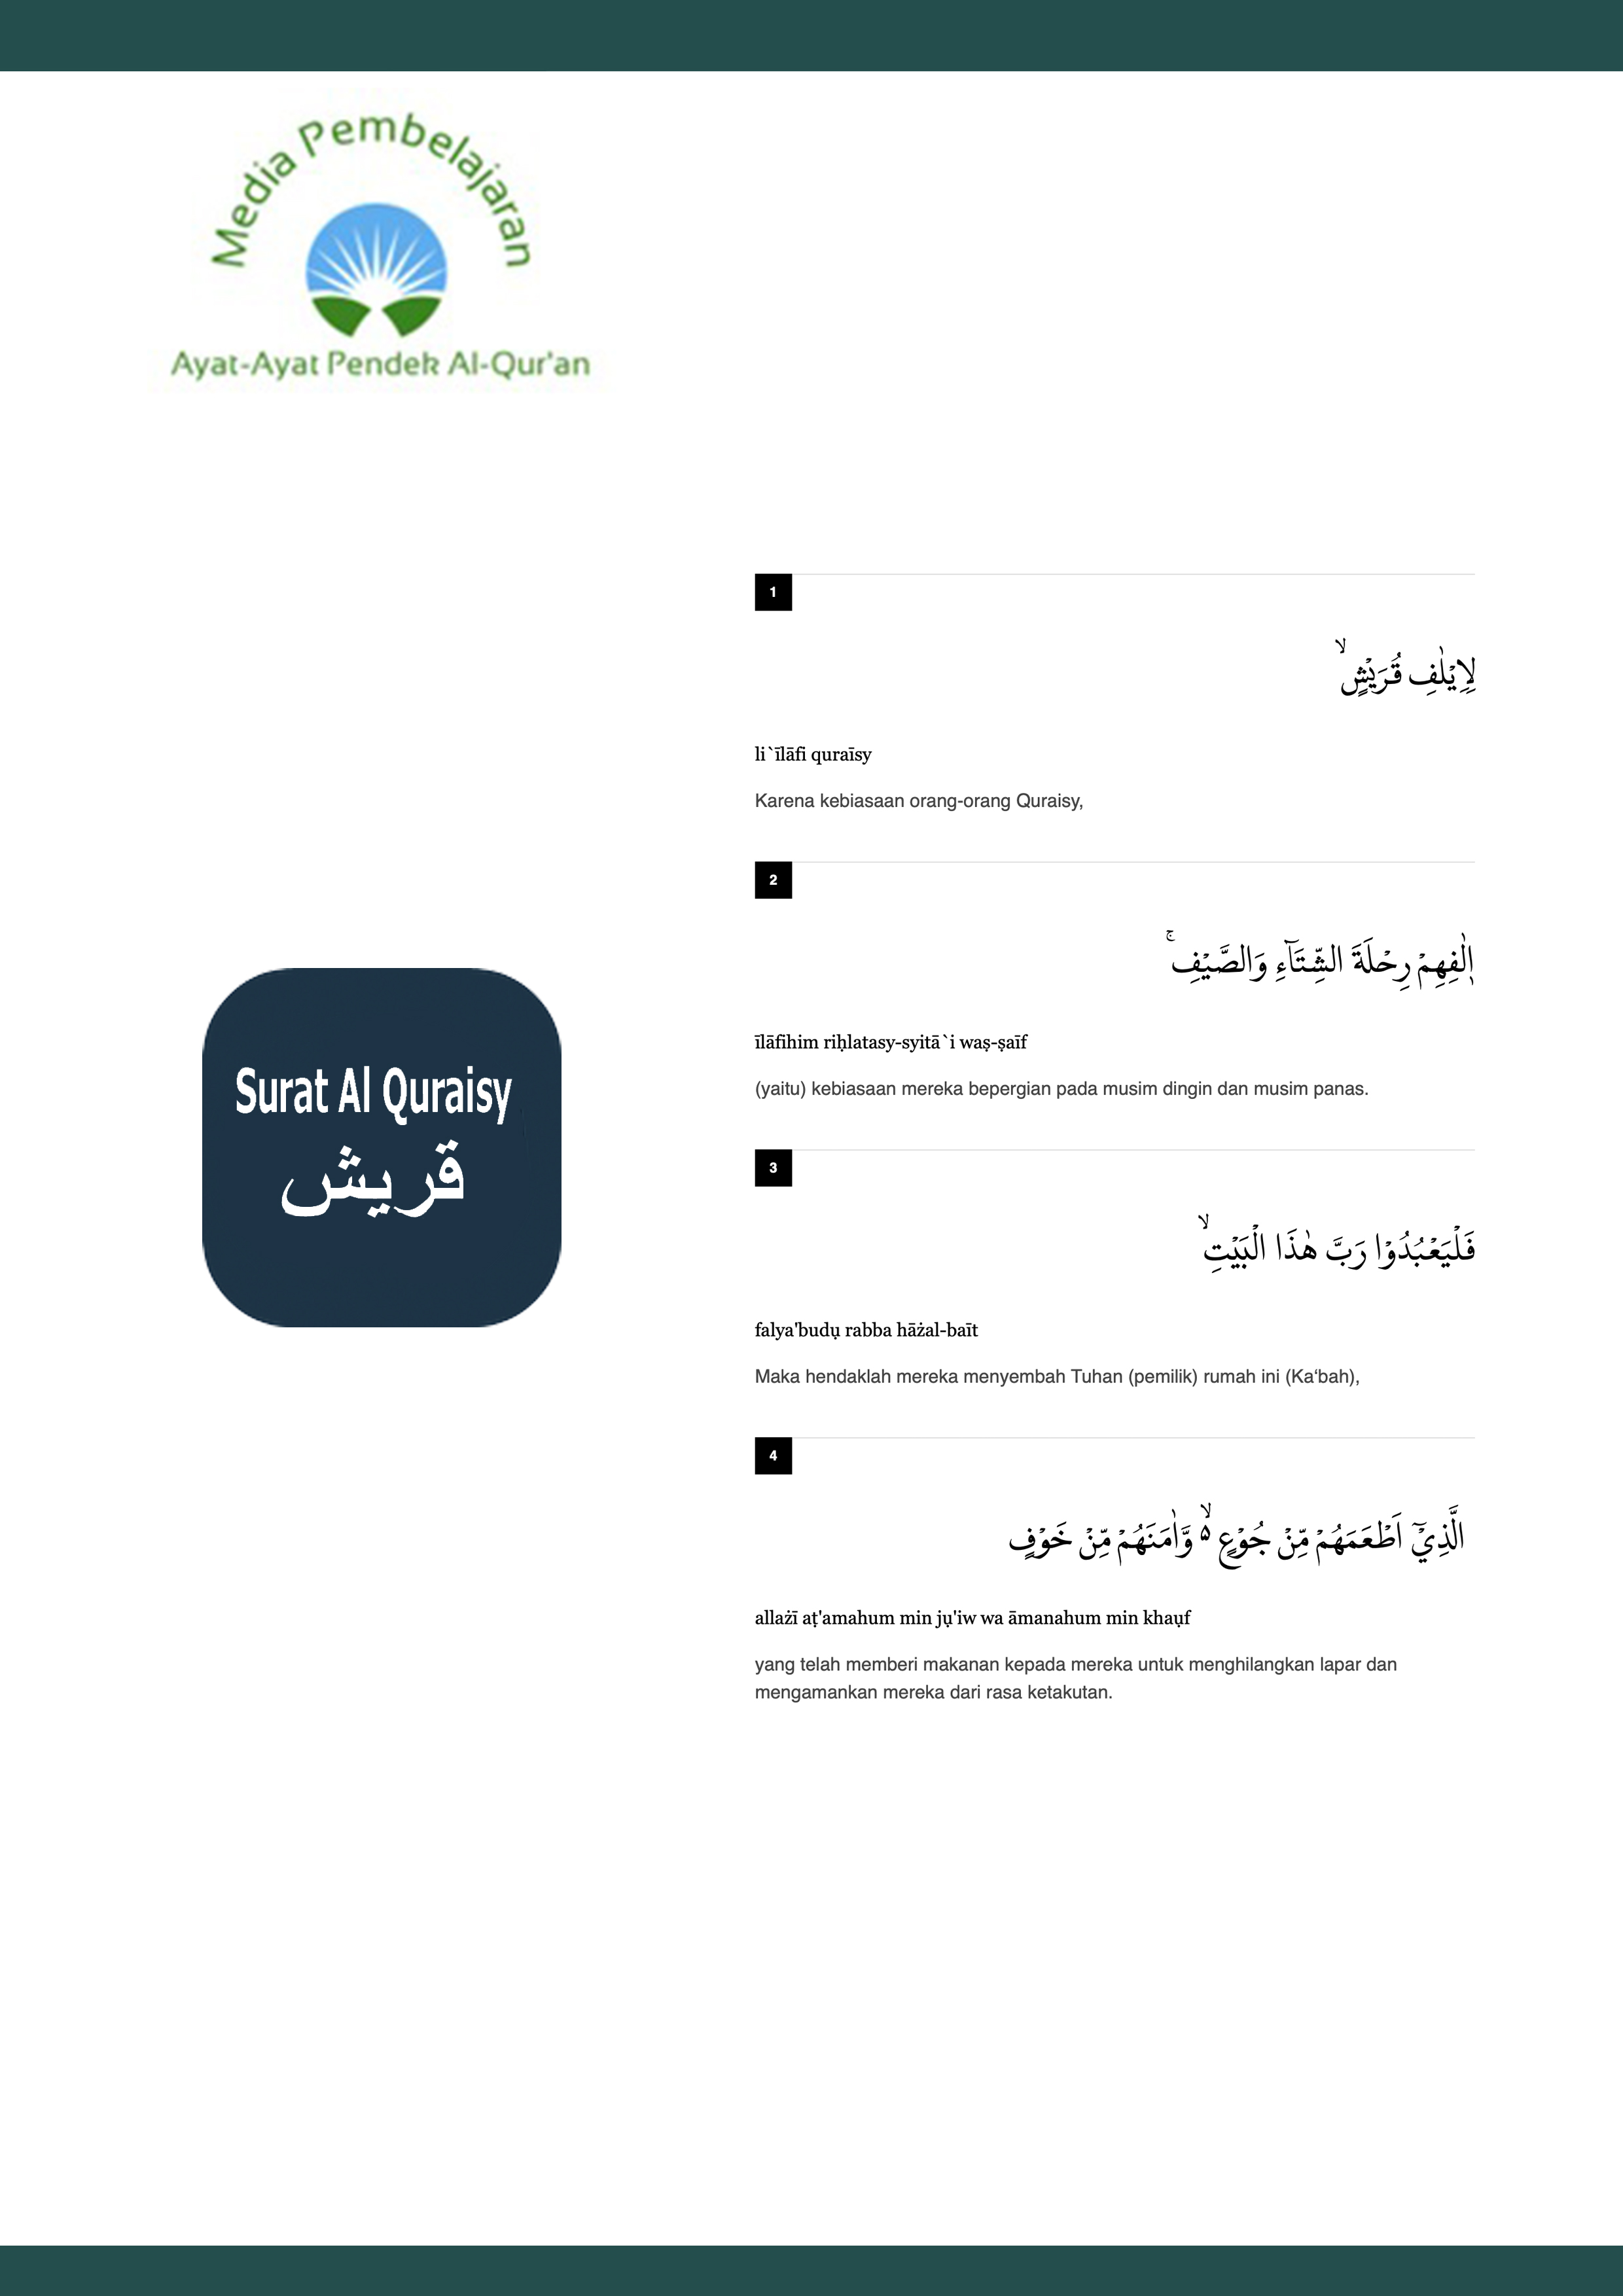 Media Pembelajaran
Ayat-Ayat Pendek Al-Qur'an
Surat Al Quraisy
قريش
1
لِاِيْلٰفِ قُرَيْشٍۙ
li`īlāfi quraīsy
Karena kebiasaan orang-orang Quraisy,
2
اٖلٰفِهِمْ رِحْلَةَ الشِّتَاۤءِ وَالصَّيْفِۚ
īlāfihim riḥlatasy-syitā`i waṣ-ṣaīf
(yaitu) kebiasaan mereka bepergian pada musim dingin dan musim panas.
3
فَلْيَعْبُدُوْا رَبَّ هٰذَا الْبَيْتِۙ
falya'budụ rabba hāżal-baīt
Maka hendaklah mereka menyembah Tuhan (pemilik) rumah ini (Ka‘bah),
4
الَّذِيْٓ اَطْعَمَهُمْ مِّنْ جُوْعٍ ەۙ وَّاٰمَنَهُمْ مِّنْ خَوْفٍ
allażī aṭ'amahum min jụ'iw wa āmanahum min khaụf
yang telah memberi makanan kepada mereka untuk menghilangkan lapar dan
mengamankan mereka dari rasa ketakutan.